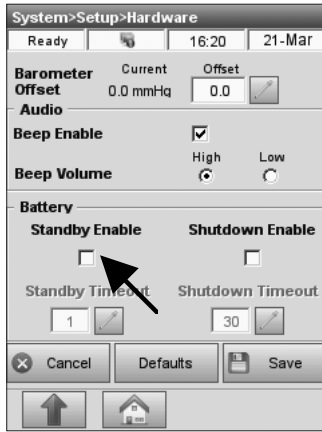 System>Setup>Hardware
Ready 16:20 21-Mar
Current Offset
Barometer Offset 0.0 mmHg 0.0
Audio
Beep Enable
High Low
Beep Volume
Battery
Standby Enable Shutdown Enable
Standby Timeout Shutdown Timeout
1 30
Cancel Defaults Save